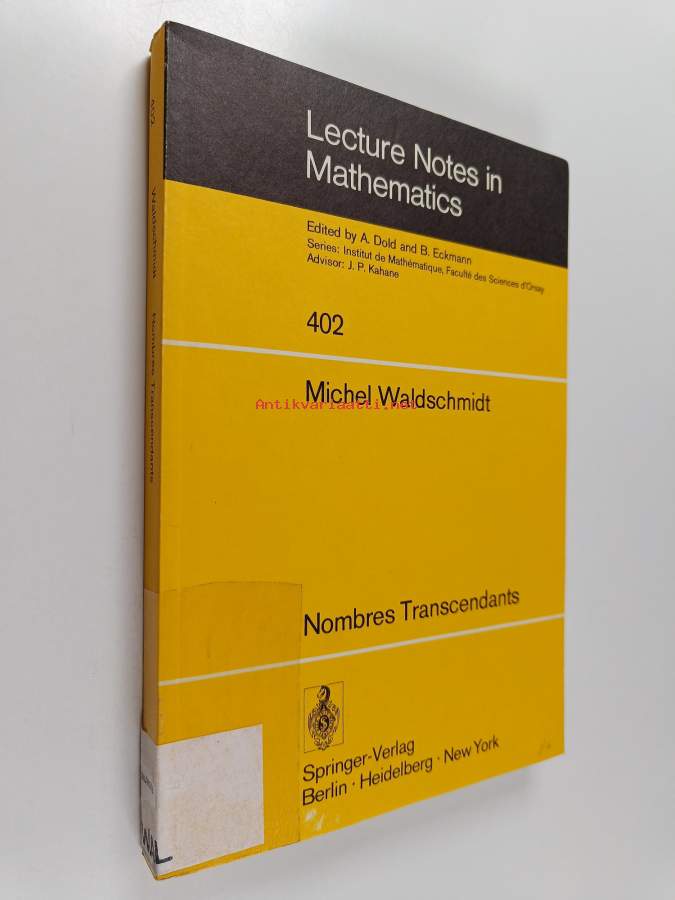 Lecture Notes in
Mathematics
Edited by A. Dold and B. Eckmann
Series: Institut de Mathématique, Faculté des Sciences d'Orsay
Advisor: J. P. Kahane
402
Michel Waldschmidt
Antikvariaatti.net
Nombres Transcendants
Springer-Verlag
Berlin · Heidelberg · New York
402 Waldschmidt Nombres Transcendants
WAL